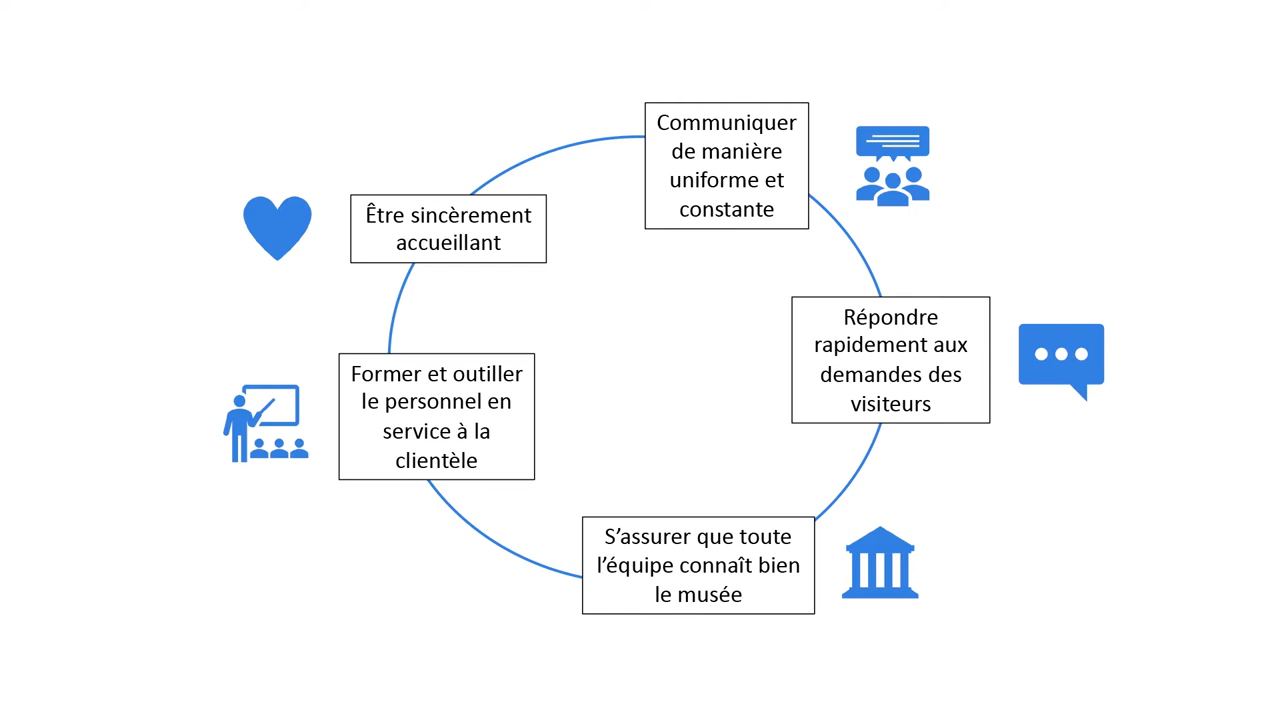 Communiquer
de manière
uniforme et
constante
Être sincèrement
accueillant
Répondre
rapidement aux
demandes des
visiteurs
Former et outiller
le personnel en
service à la
clientèle
S’assurer que toute
l’équipe connaît bien
le musée